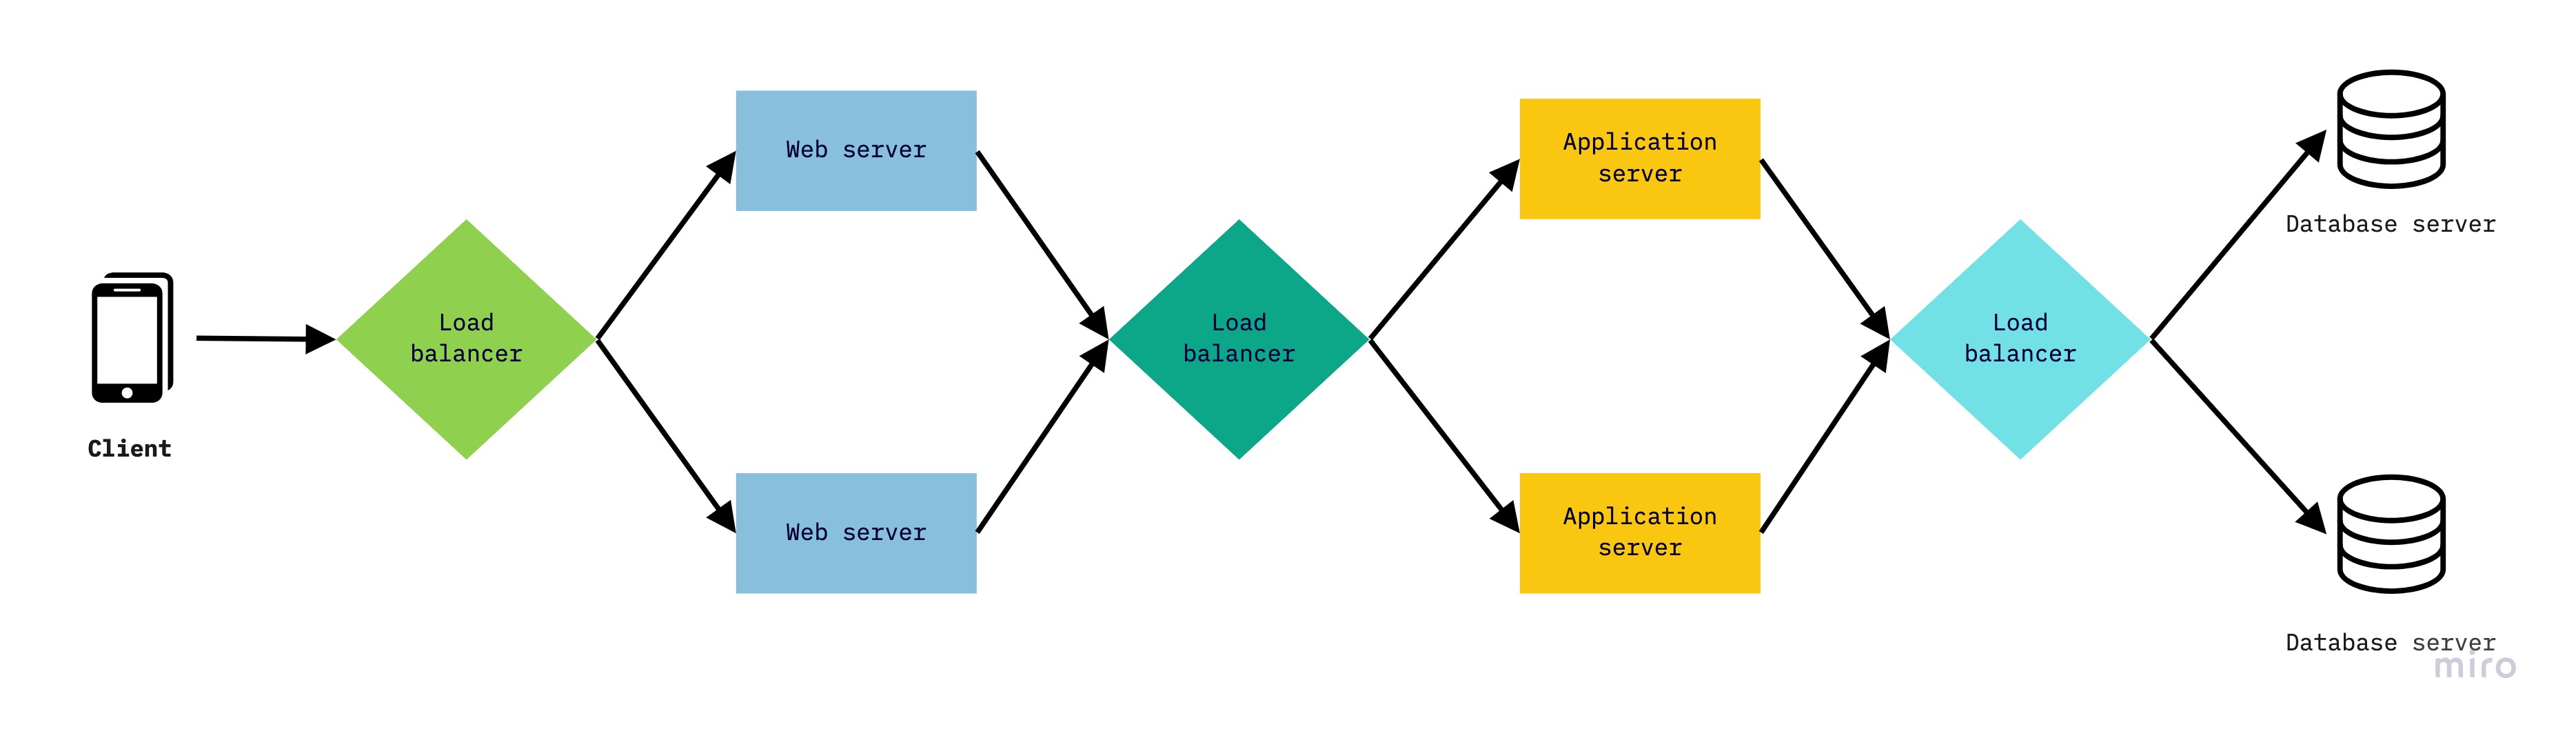 Client
Load
balancer
Web server
Web server
Load
balancer
Application
server
Application
server
Load
balancer
Database server
Database server
miro